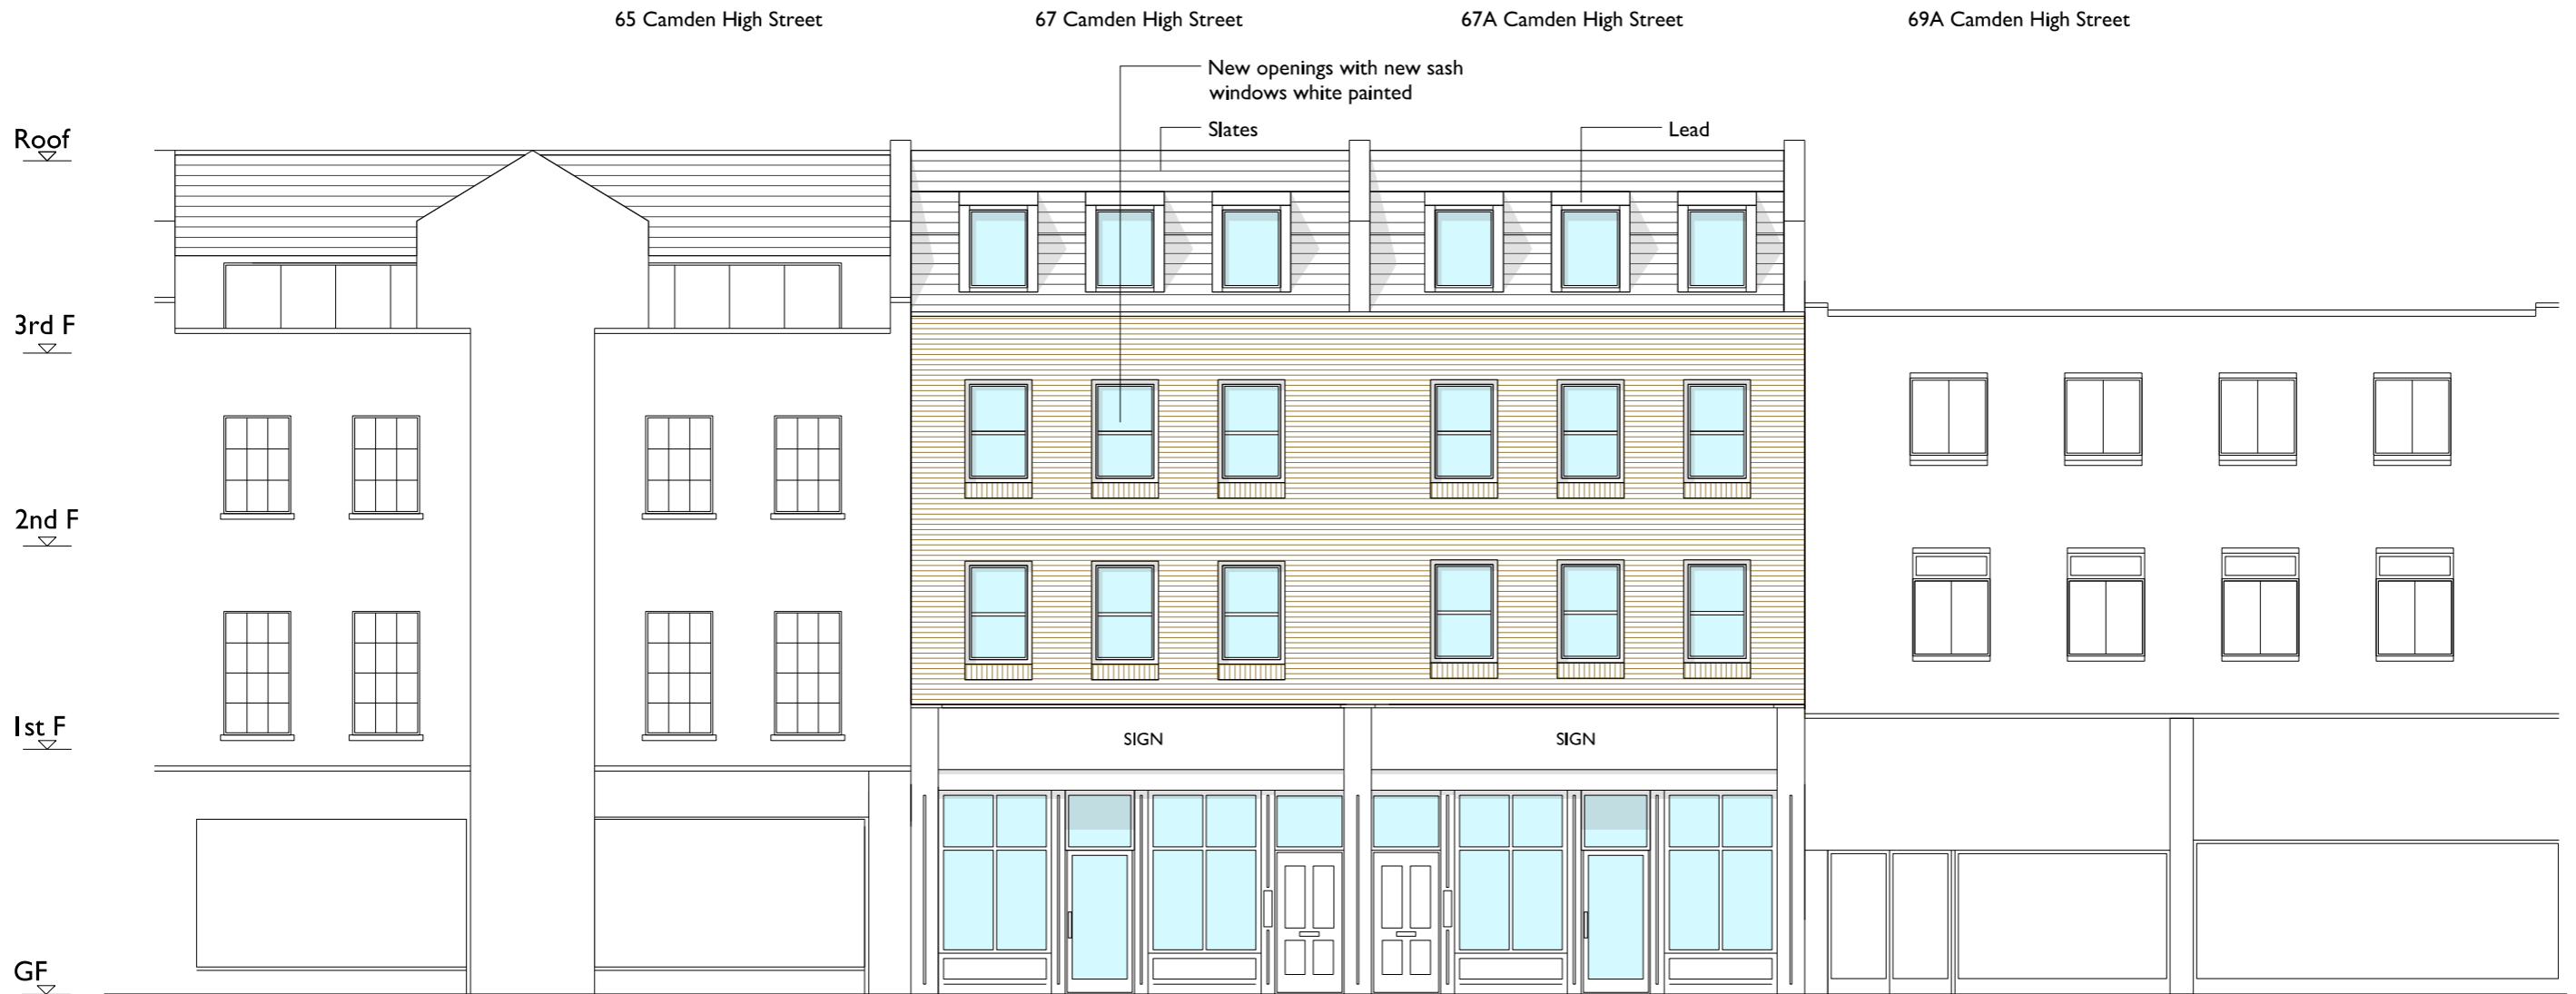 65 Camden High Street
67 Camden High Street
67A Camden High Street
69A Camden High Street
New openings with new sash
windows white painted
Slates
Lead
Roof
3rd F
2nd F
1st F
SIGN
SIGN
GF